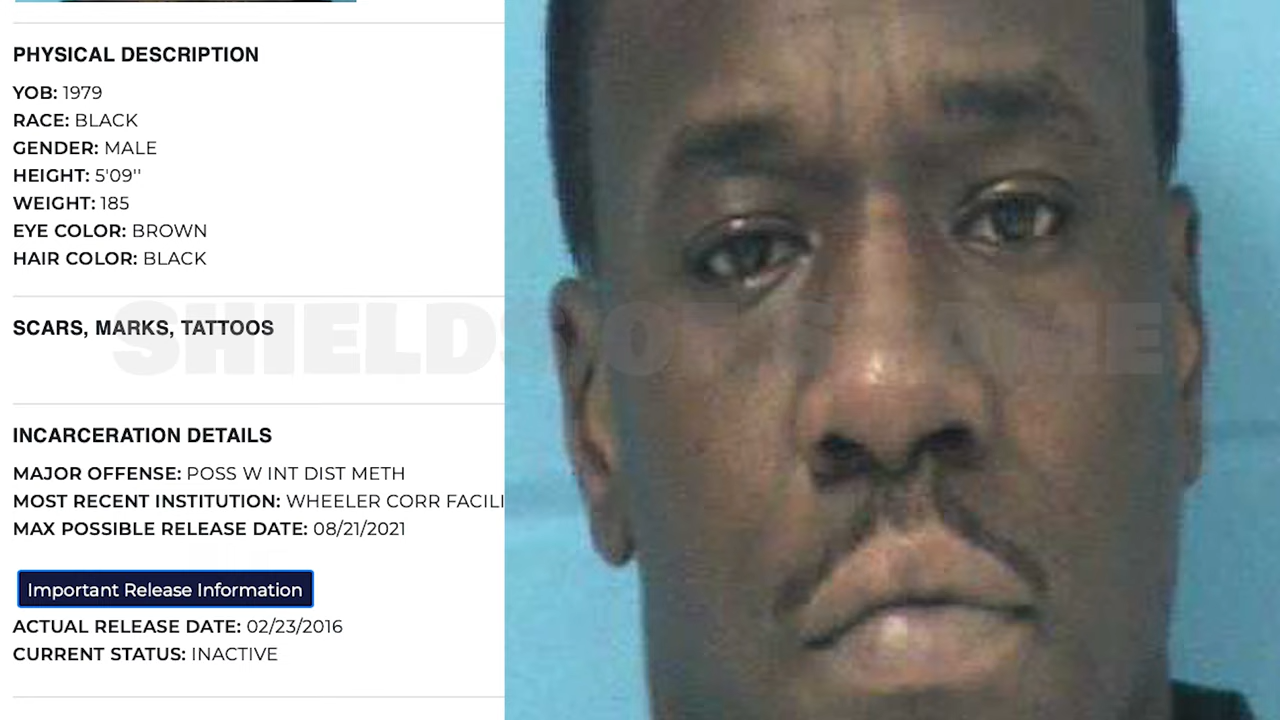 PHYSICAL DESCRIPTION
YOB: 1979
RACE: BLACK
GENDER: MALE
HEIGHT: 5'09''
WEIGHT: 185
EYE COLOR: BROWN
HAIR COLOR: BLACK
SCARS, MARKS, TATTOOS
INCARCERATION DETAILS
MAJOR OFFENSE: POSS W INT DIST METH
MOST RECENT INSTITUTION: WHEELER CORR FACILI
MAX POSSIBLE RELEASE DATE: 08/21/2021
Important Release Information
ACTUAL RELEASE DATE: 02/23/2016
CURRENT STATUS: INACTIVE